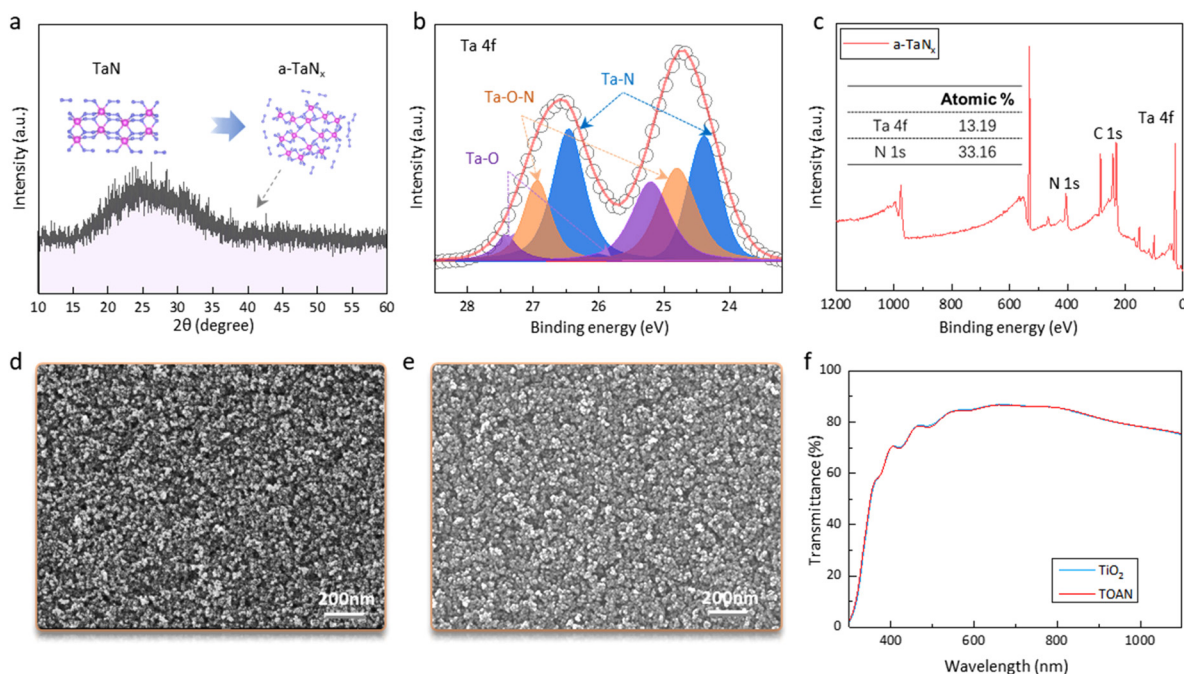 a
TaN
a-TaNₓ
Intensity (a.u.)
10 15 20 25 30 35 40 45 50 55 60
2θ (degree)
b
Ta 4f
Ta-N
Ta-O-N
Ta-O
Intensity (a.u.)
28 27 26 25 24
Binding energy (eV)
c
a-TaNₓ
Atomic %
Ta 4f 13.19
N 1s 33.16
Ta 4f
C 1s
N 1s
Intensity (a.u.)
1200 1000 800 600 400 200 0
Binding energy (eV)
d
200nm
e
200nm
f
100
80
60
40
20
0
Transmittance (%)
TiO₂
TOAN
400 600 800 1000
Wavelength (nm)